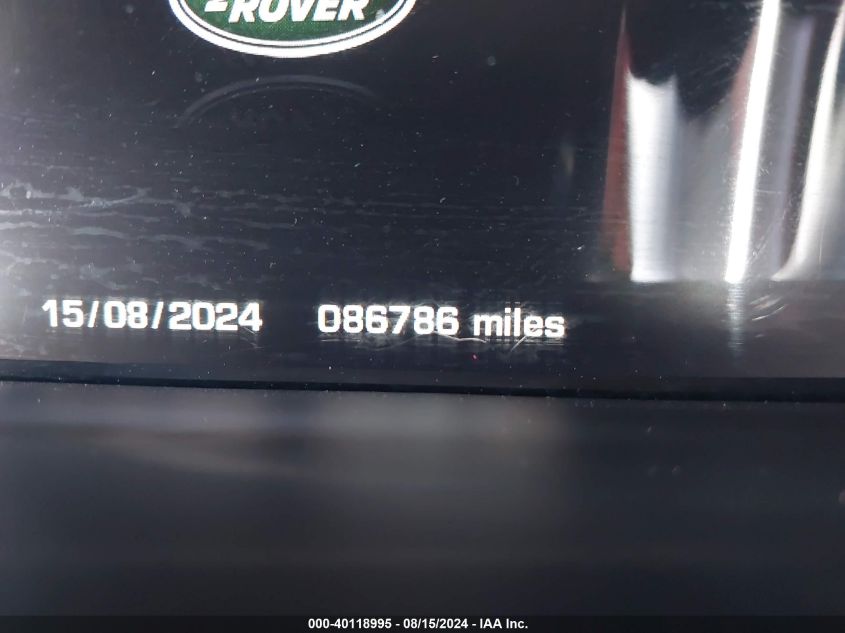 ROVER
15/08/2024 086786 miles
000-40118995 - 08/15/2024 - IAA Inc.